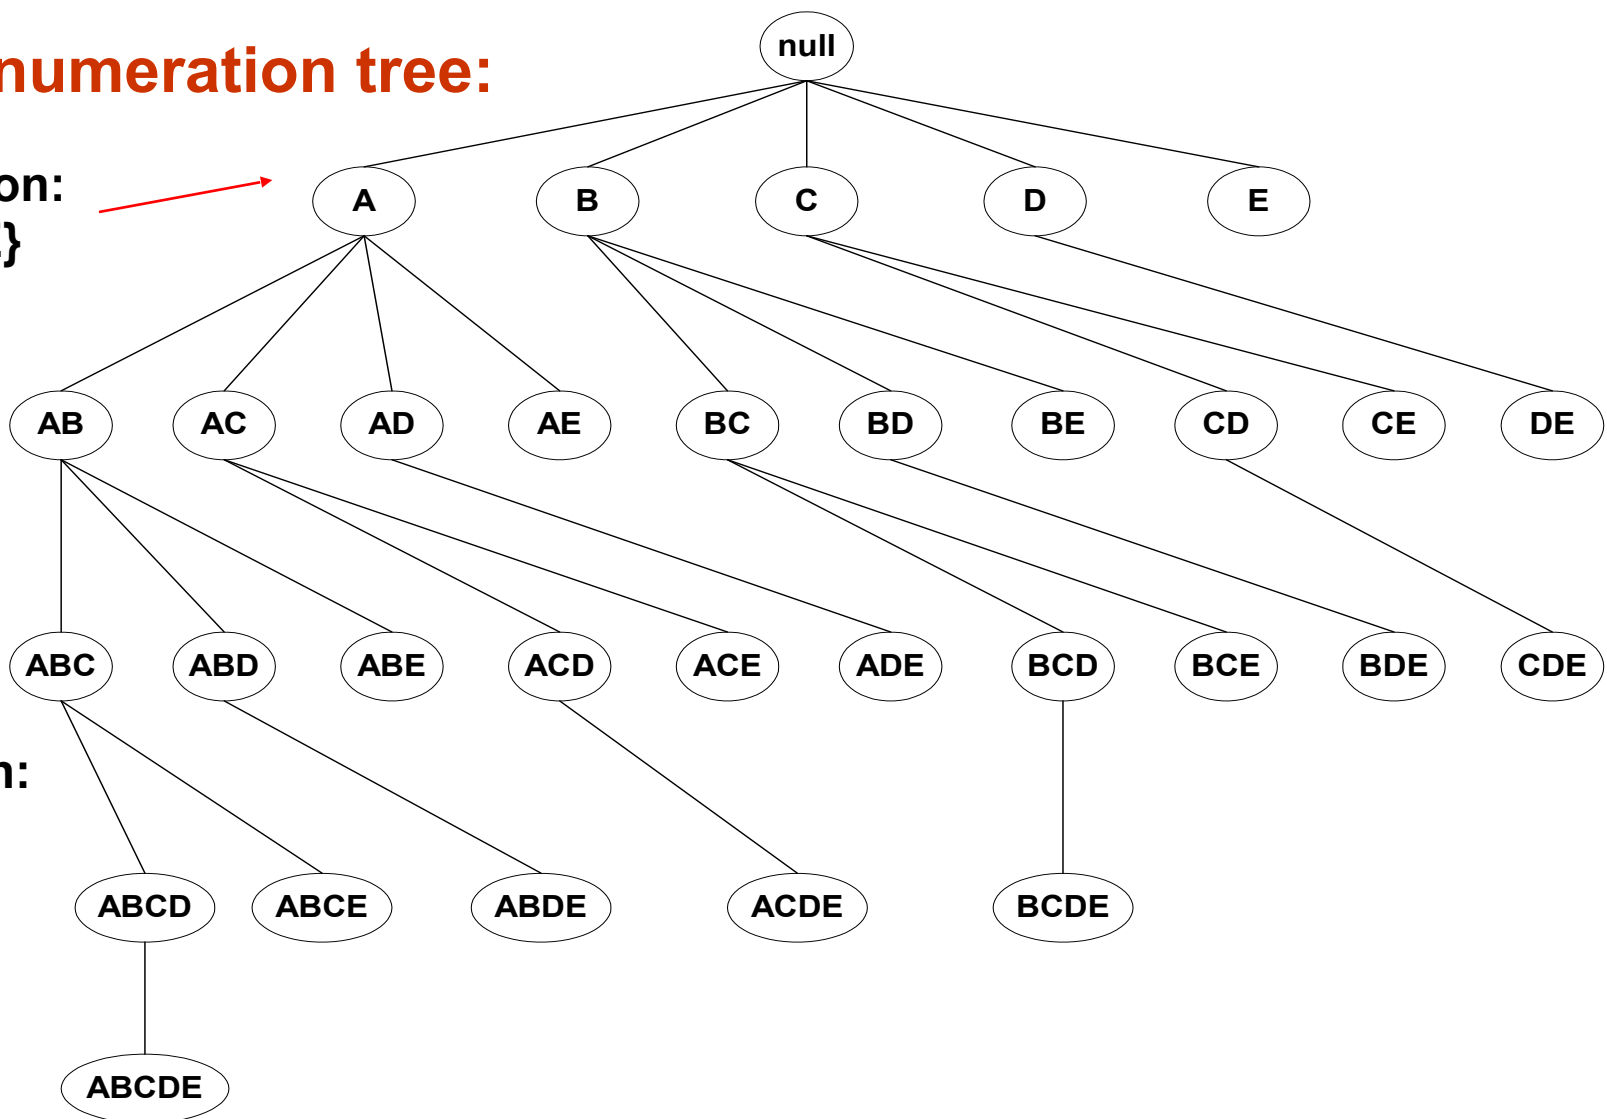 null
numeration tree:
on:
}
A B C D E
AB AC AD AE BC BD BE CD CE DE
ABC ABD ABE ACD ACE ADE BCD BCE BDE CDE
n:
ABCD ABCE ABDE ACDE BCDE
ABCDE